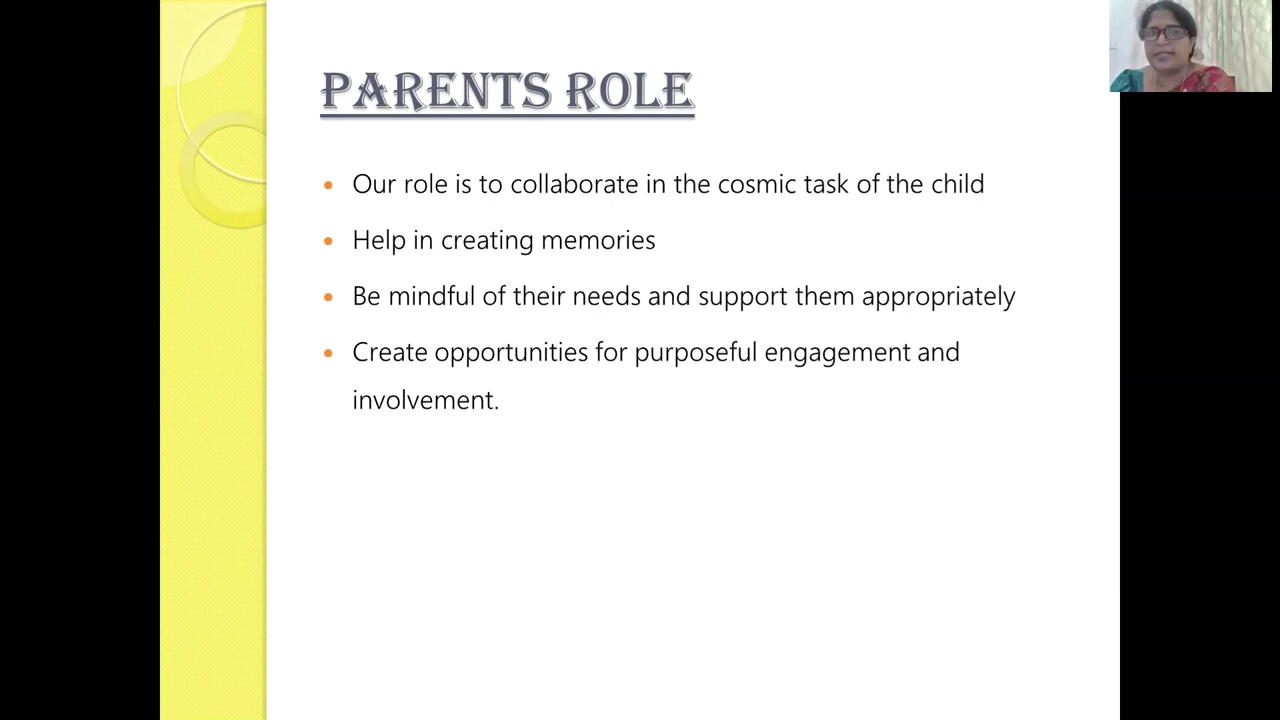 PARENTS ROLE
• Our role is to collaborate in the cosmic task of the child
• Help in creating memories
• Be mindful of their needs and support them appropriately
• Create opportunities for purposeful engagement and
involvement.